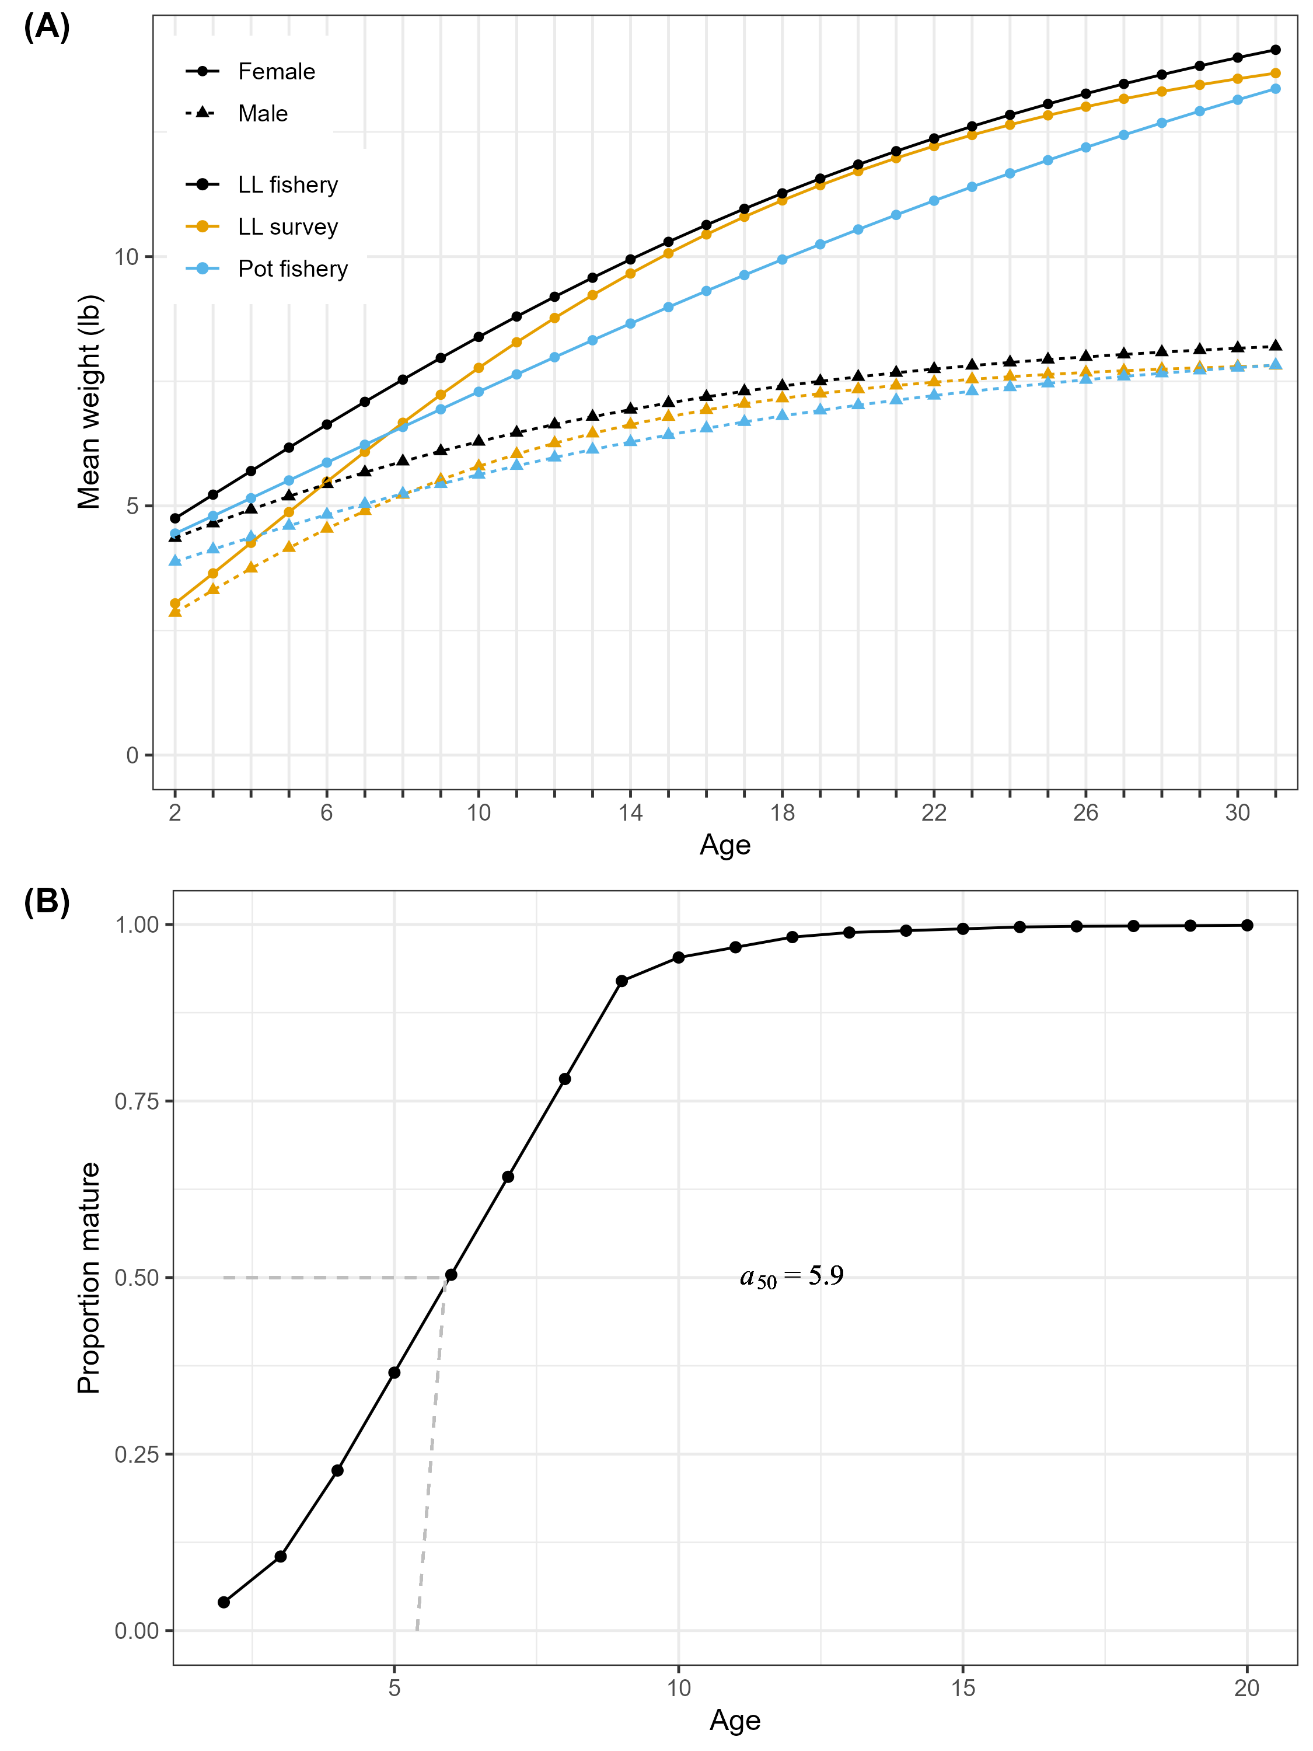 (A)
Female
Male
LL fishery
LL survey
Pot fishery
Mean weight (lb)
10
5
0
2 6 10 14 18 22 26 30
Age
(B)
Proportion mature
1.00
0.75
0.50
0.25
0.00
a50 = 5.9
5 10 15 20
Age